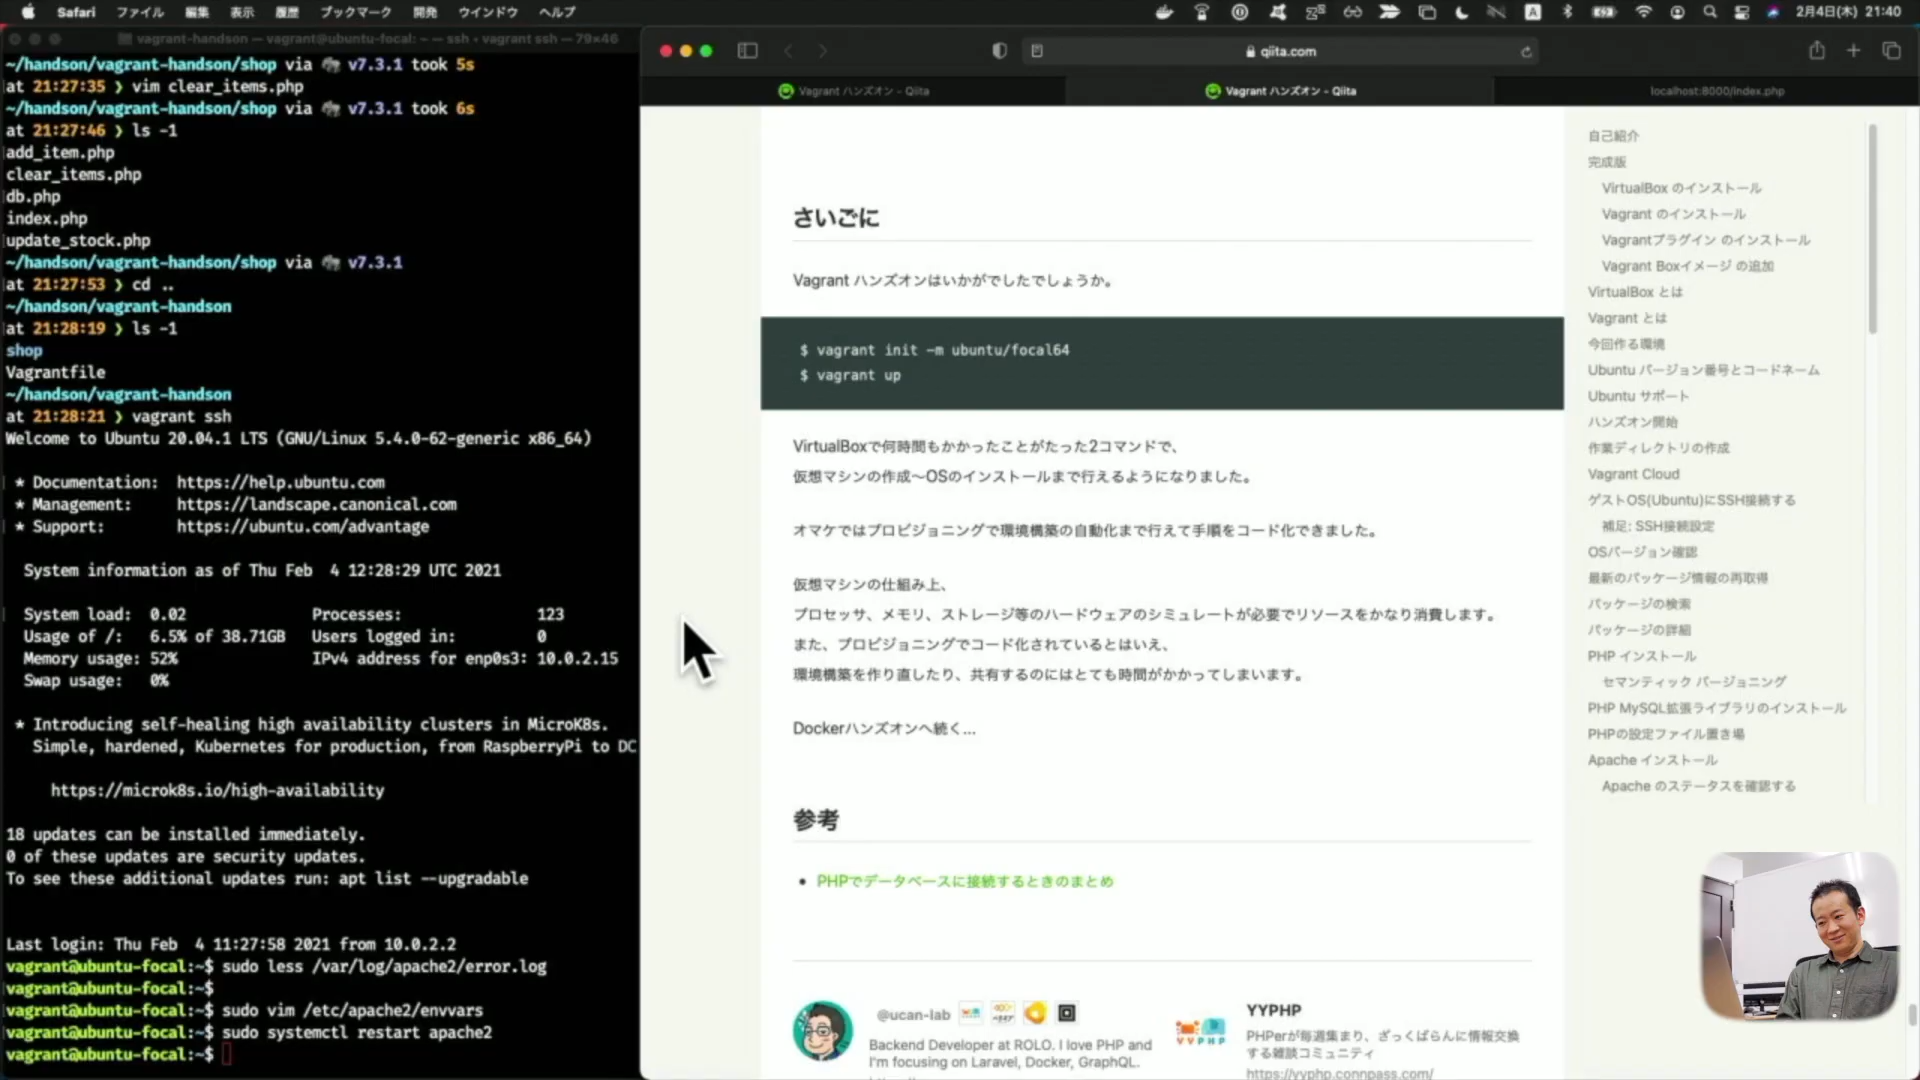 Safari ファイル 編集 表示 履歴 ブックマーク 開発 ウインドウ ヘルプ
A
2月4日(木) 21:40
vagrant-handson — vagrant@ubuntu-focal: ~ — ssh • vagrant ssh — 79×46
~/handson/vagrant-handson/shop via 🐘 v7.3.1 took 5s
at 21:27:35 ❯ vim clear_items.php
~/handson/vagrant-handson/shop via 🐘 v7.3.1 took 6s
at 21:27:46 ❯ ls -1
add_item.php
clear_items.php
db.php
index.php
update_stock.php
~/handson/vagrant-handson/shop via 🐘 v7.3.1
at 21:27:53 ❯ cd ..
~/handson/vagrant-handson
at 21:28:19 ❯ ls -1
shop
Vagrantfile
~/handson/vagrant-handson
at 21:28:21 ❯ vagrant ssh
Welcome to Ubuntu 20.04.1 LTS (GNU/Linux 5.4.0-62-generic x86_64)
* Documentation: https://help.ubuntu.com
* Management: https://landscape.canonical.com
* Support: https://ubuntu.com/advantage
System information as of Thu Feb 4 12:28:29 UTC 2021
System load: 0.02 Processes: 123
Usage of /: 6.5% of 38.71GB Users logged in: 0
Memory usage: 52% IPv4 address for enp0s3: 10.0.2.15
Swap usage: 0%
* Introducing self-healing high availability clusters in MicroK8s.
Simple, hardened, Kubernetes for production, from RaspberryPi to DC
https://microk8s.io/high-availability
18 updates can be installed immediately.
0 of these updates are security updates.
To see these additional updates run: apt list --upgradable
Last login: Thu Feb 4 11:27:58 2021 from 10.0.2.2
vagrant@ubuntu-focal:~$ sudo less /var/log/apache2/error.log
vagrant@ubuntu-focal:~$
vagrant@ubuntu-focal:~$ sudo vim /etc/apache2/envvars
vagrant@ubuntu-focal:~$ sudo systemctl restart apache2
vagrant@ubuntu-focal:~$
qiita.com
Vagrant ハンズオン - Qiita
Vagrant ハンズオン - Qiita
localhost:8000/index.php
さいごに
Vagrant ハンズオンはいかがでしたでしょうか。
$ vagrant init -m ubuntu/focal64
$ vagrant up
VirtualBoxで何時間もかかったことがたった2コマンドで、
仮想マシンの作成〜OSのインストールまで行えるようになりました。
オマケではプロビジョニングで環境構築の自動化まで行えて手順をコード化できました。
仮想マシンの仕組み上、
プロセッサ、メモリ、ストレージ等のハードウェアのシミュレートが必要でリソースをかなり消費します。
また、プロビジョニングでコード化されているとはいえ、
環境構築を作り直したり、共有するのにはとても時間がかかってしまいます。
Dockerハンズオンへ続く...
参考
• PHPでデータベースに接続するときのまとめ
@ucan-lab
Backend Developer at ROLO. I love PHP and
I'm focusing on Laravel, Docker, GraphQL.
YYPHP
YYPHP
PHPerが毎週集まり、ざっくばらんに情報交換
する雑談コミュニティ
https://yyphp.connpass.com/
自己紹介
完成版
VirtualBox のインストール
Vagrant のインストール
Vagrantプラグイン のインストール
Vagrant Boxイメージ の追加
VirtualBox とは
Vagrant とは
今回作る環境
Ubuntu バージョン番号とコードネーム
Ubuntu サポート
ハンズオン開始
作業ディレクトリの作成
Vagrant Cloud
ゲストOS(Ubuntu)にSSH接続する
補足: SSH接続設定
OSバージョン確認
最新のパッケージ情報の再取得
パッケージの検索
パッケージの詳細
PHP インストール
セマンティック バージョニング
PHP MySQL拡張ライブラリのインストール
PHPの設定ファイル置き場
Apache インストール
Apache のステータスを確認する